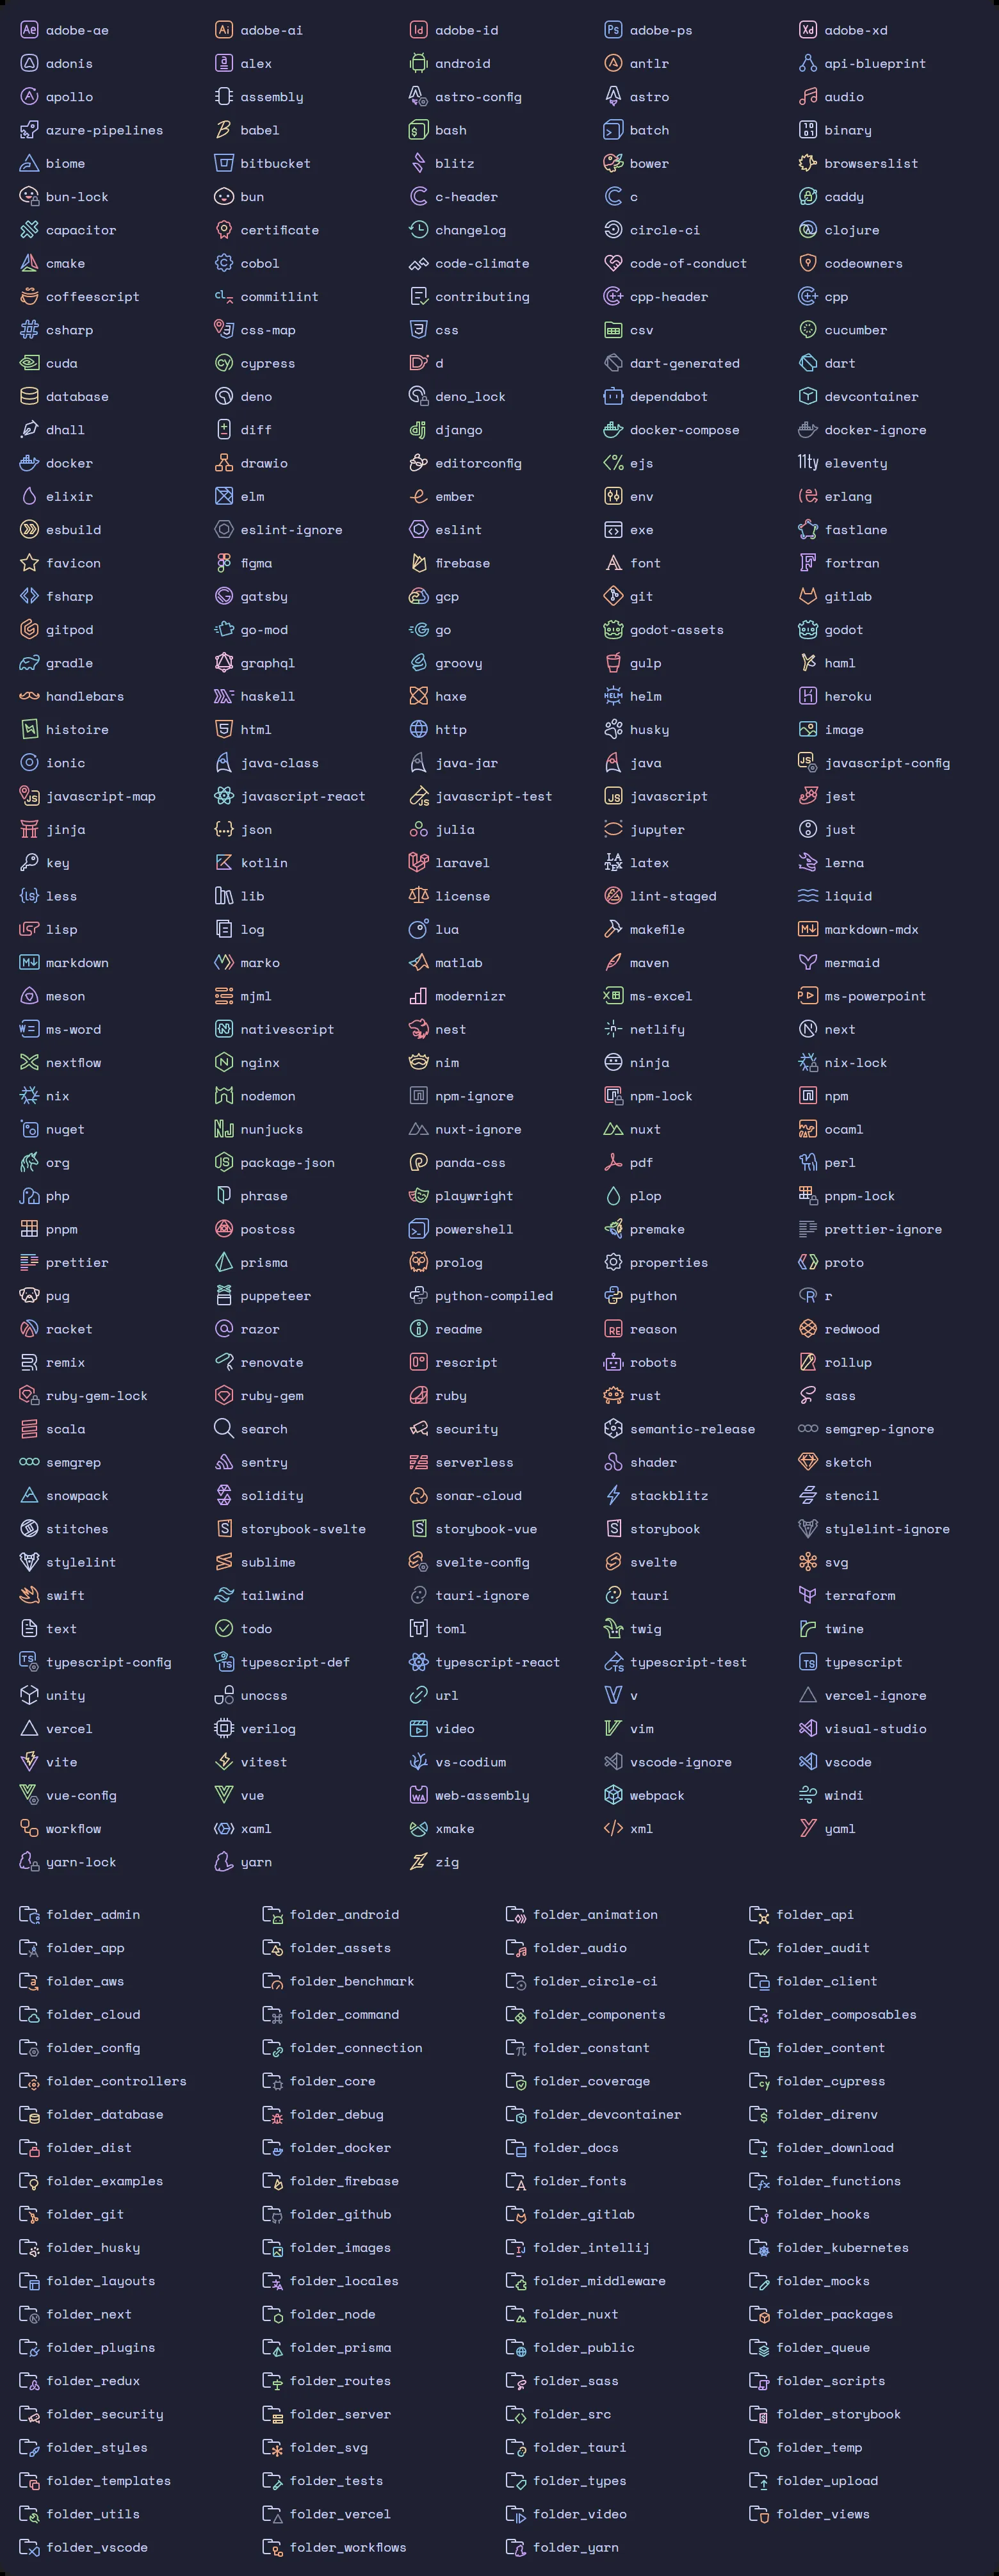 adobe-ae adobe-ai adobe-id adobe-ps adobe-xd
adonis alex android antlr api-blueprint
apollo assembly astro-config astro audio
azure-pipelines babel bash batch binary
biome bitbucket blitz bower browserslist
bun-lock bun c-header c caddy
capacitor certificate changelog circle-ci clojure
cmake cobol code-climate code-of-conduct codeowners
coffeescript commitlint contributing cpp-header cpp
csharp css-map css csv cucumber
cuda cypress d dart-generated dart
database deno deno_lock dependabot devcontainer
dhall diff django docker-compose docker-ignore
docker drawio editorconfig ejs eleventy
elixir elm ember env erlang
esbuild eslint-ignore eslint exe fastlane
favicon figma firebase font fortran
fsharp gatsby gcp git gitlab
gitpod go-mod go godot-assets godot
gradle graphql groovy gulp haml
handlebars haskell haxe helm heroku
histoire html http husky image
ionic java-class java-jar java javascript-config
javascript-map javascript-react javascript-test javascript jest
jinja json julia jupyter just
key kotlin laravel latex lerna
less lib license lint-staged liquid
lisp log lua makefile markdown-mdx
markdown marko matlab maven mermaid
meson mjml modernizr ms-excel ms-powerpoint
ms-word nativescript nest netlify next
nextflow nginx nim ninja nix-lock
nix nodemon npm-ignore npm-lock npm
nuget nunjucks nuxt-ignore nuxt ocaml
org package-json panda-css pdf perl
php phrase playwright plop pnpm-lock
pnpm postcss powershell premake prettier-ignore
prettier prisma prolog properties proto
pug puppeteer python-compiled python r
racket razor readme reason redwood
remix renovate rescript robots rollup
ruby-gem-lock ruby-gem ruby rust sass
scala search security semantic-release semgrep-ignore
semgrep sentry serverless shader sketch
snowpack solidity sonar-cloud stackblitz stencil
stitches storybook-svelte storybook-vue storybook stylelint-ignore
stylelint sublime svelte-config svelte svg
swift tailwind tauri-ignore tauri terraform
text todo toml twig twine
typescript-config typescript-def typescript-react typescript-test typescript
unity unocss url v vercel-ignore
vercel verilog video vim visual-studio
vite vitest vs-codium vscode-ignore vscode
vue-config vue web-assembly webpack windi
workflow xaml xmake xml yaml
yarn-lock yarn zig
folder_admin folder_android folder_animation folder_api
folder_app folder_assets folder_audio folder_audit
folder_aws folder_benchmark folder_circle-ci folder_client
folder_cloud folder_command folder_components folder_composables
folder_config folder_connection folder_constant folder_content
folder_controllers folder_core folder_coverage folder_cypress
folder_database folder_debug folder_devcontainer folder_direnv
folder_dist folder_docker folder_docs folder_download
folder_examples folder_firebase folder_fonts folder_functions
folder_git folder_github folder_gitlab folder_hooks
folder_husky folder_images folder_intellij folder_kubernetes
folder_layouts folder_locales folder_middleware folder_mocks
folder_next folder_node folder_nuxt folder_packages
folder_plugins folder_prisma folder_public folder_queue
folder_redux folder_routes folder_sass folder_scripts
folder_security folder_server folder_src folder_storybook
folder_styles folder_svg folder_tauri folder_temp
folder_templates folder_tests folder_types folder_upload
folder_utils folder_vercel folder_video folder_views
folder_vscode folder_workflows folder_yarn